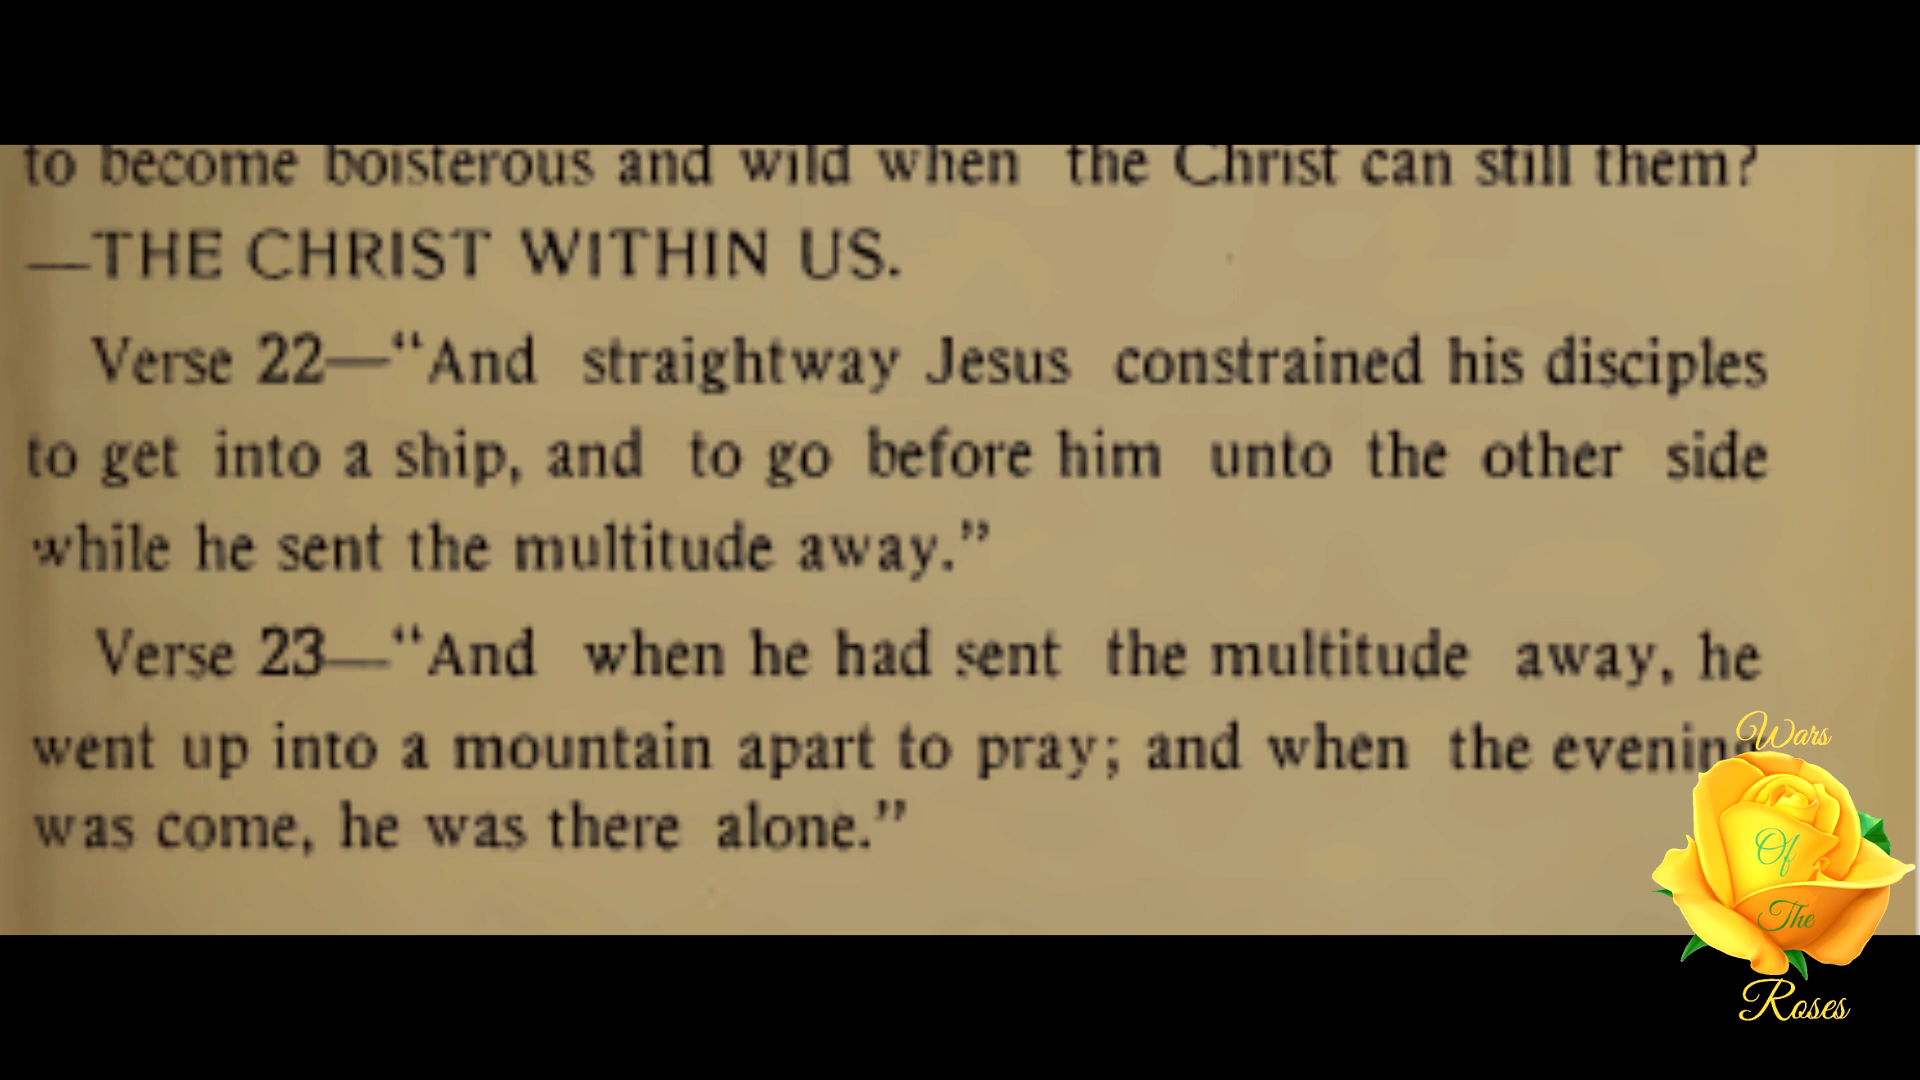 to become boisterous and wild when the Christ can still them?
—THE CHRIST WITHIN US.
Verse 22—“And straightway Jesus constrained his disciples
to get into a ship, and to go before him unto the other side
while he sent the multitude away.”
Verse 23—“And when he had sent the multitude away, he
went up into a mountain apart to pray; and when the evening
was come, he was there alone.”
Wars
Of
The
Roses